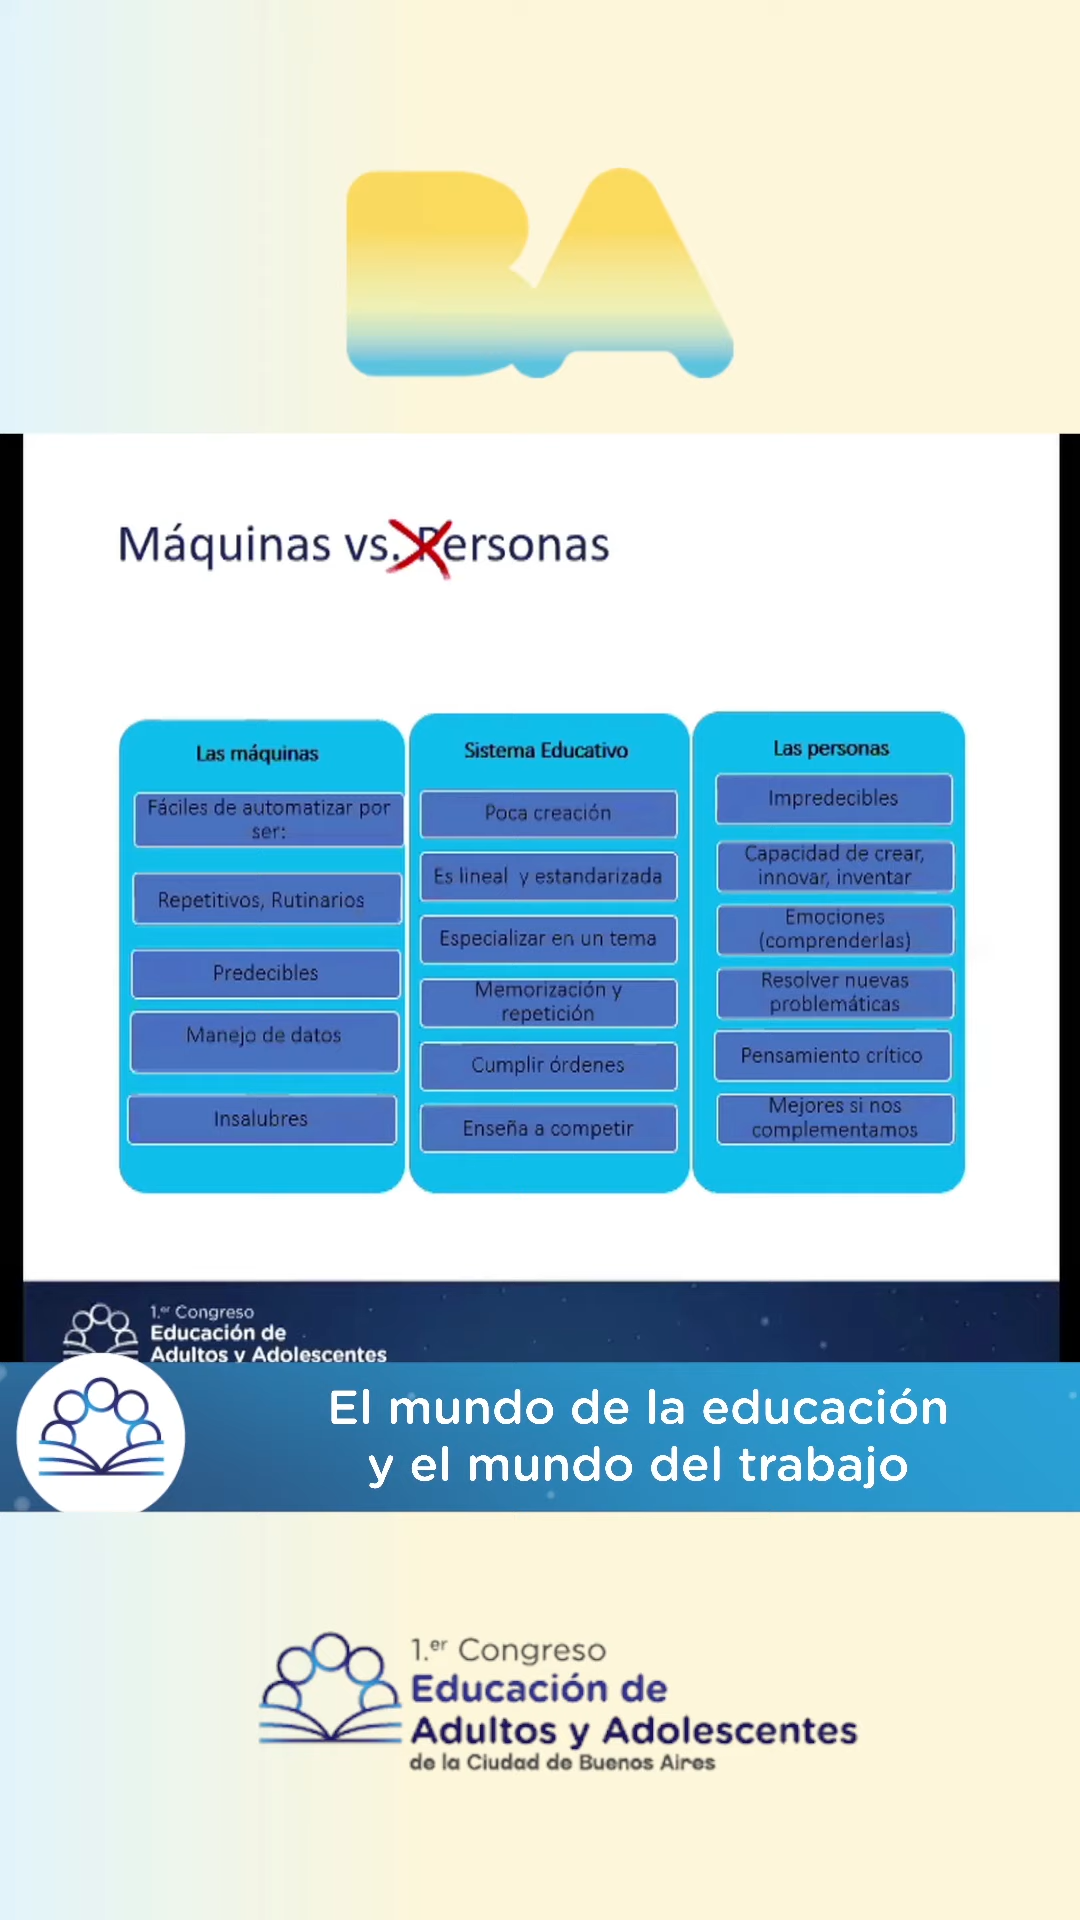 BA
Máquinas vs. Personas
Las máquinas
Fáciles de automatizar por
ser:
Repetitivos, Rutinarios
Predecibles
Manejo de datos
Insalubres
Sistema Educativo
Poca creación
Es lineal y estandarizada
Especializar en un tema
Memorización y
repetición
Cumplir órdenes
Enseña a competir
Las personas
Impredecibles
Capacidad de crear,
innovar, inventar
Emociones
(comprenderlas)
Resolver nuevas
problemáticas
Pensamiento crítico
Mejores si nos
complementamos
1.er Congreso
Educación de
Adultos y Adolescentes
El mundo de la educación
y el mundo del trabajo
1.er Congreso
Educación de
Adultos y Adolescentes
de la Ciudad de Buenos Aires